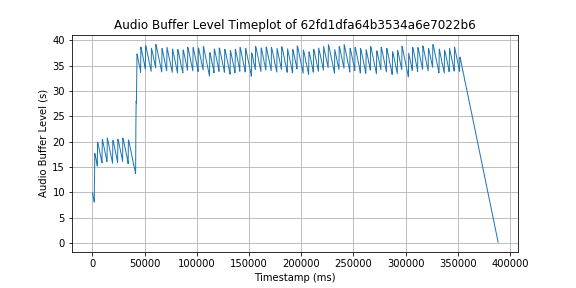 Audio Buffer Level Timeplot of 62fd1dfa64b3534a6e7022b6
40
35
30
25
20
15
10
5
0
Audio Buffer Level (s)
0 50000 100000 150000 200000 250000 300000 350000 400000
Timestamp (ms)